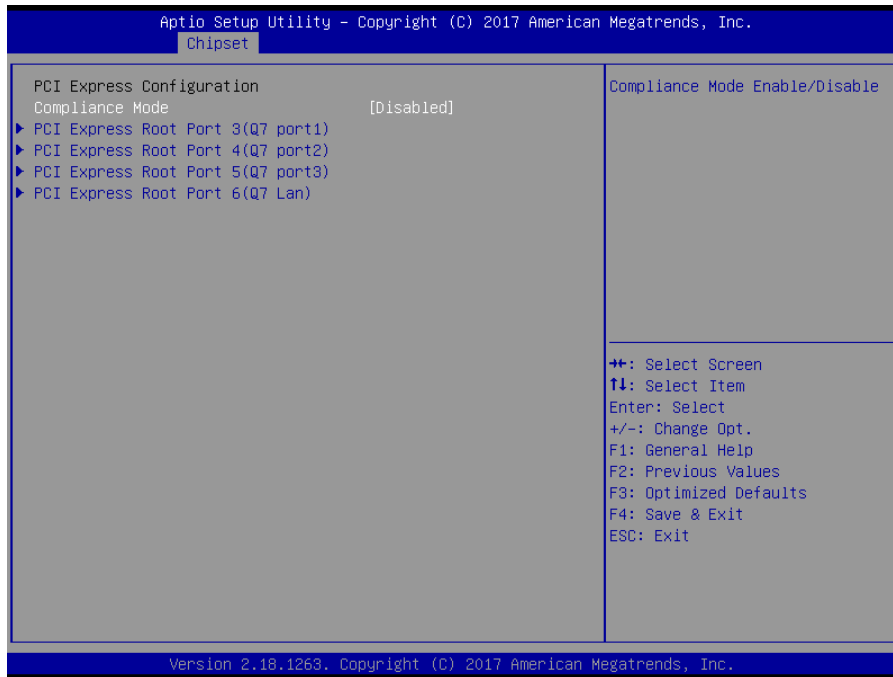 Aptio Setup Utility – Copyright (C) 2017 American Megatrends, Inc.
Chipset
PCI Express Configuration
Compliance Mode [Disabled]
PCI Express Root Port 3(Q7 port1)
PCI Express Root Port 4(Q7 port2)
PCI Express Root Port 5(Q7 port3)
PCI Express Root Port 6(Q7 Lan)
Compliance Mode Enable/Disable
→←: Select Screen
↑↓: Select Item
Enter: Select
+/-: Change Opt.
F1: General Help
F2: Previous Values
F3: Optimized Defaults
F4: Save & Exit
ESC: Exit
Version 2.18.1263. Copyright (C) 2017 American Megatrends, Inc.